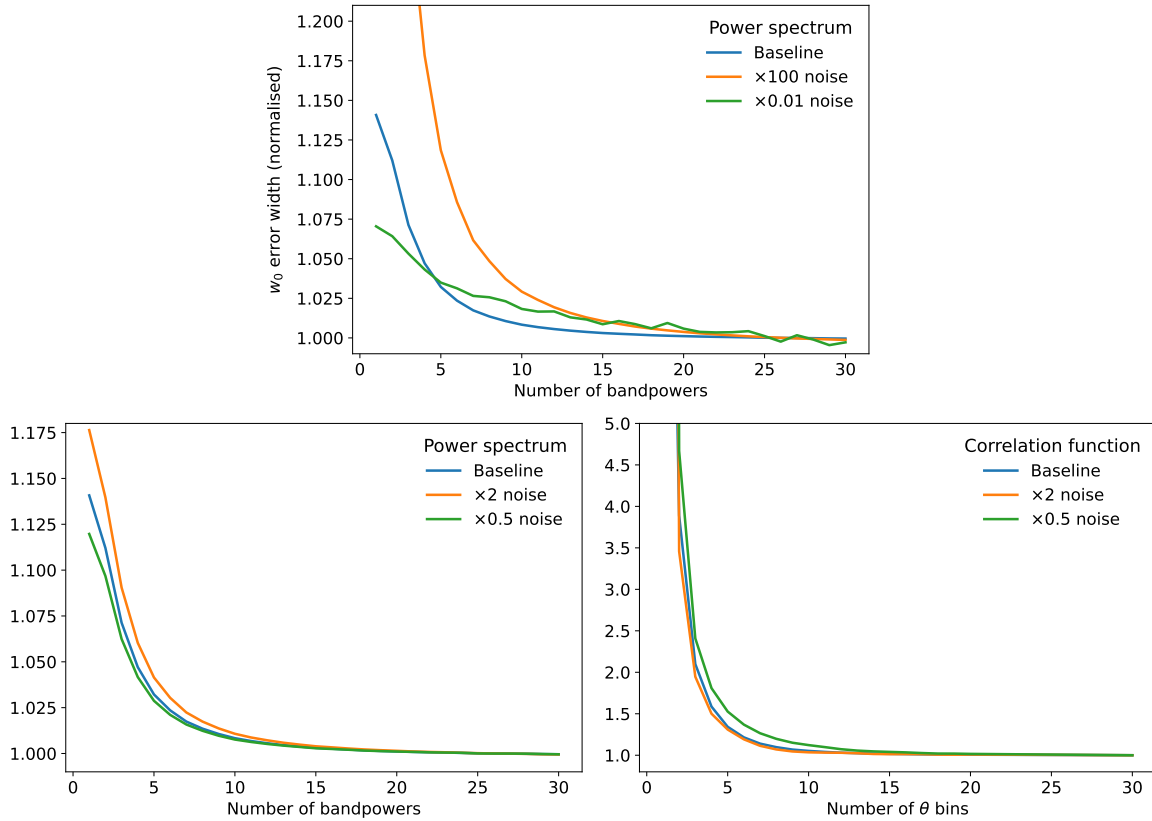 1.200
1.175
1.150
1.125
1.100
1.075
1.050
1.025
1.000
w₀ error width (normalised)
Power spectrum
Baseline
×100 noise
×0.01 noise
0 5 10 15 20 25 30
Number of bandpowers
1.175
1.150
1.125
1.100
1.075
1.050
1.025
1.000
Power spectrum
Baseline
×2 noise
×0.5 noise
0 5 10 15 20 25 30
Number of bandpowers
5.0
4.5
4.0
3.5
3.0
2.5
2.0
1.5
1.0
Correlation function
Baseline
×2 noise
×0.5 noise
0 5 10 15 20 25 30
Number of θ bins